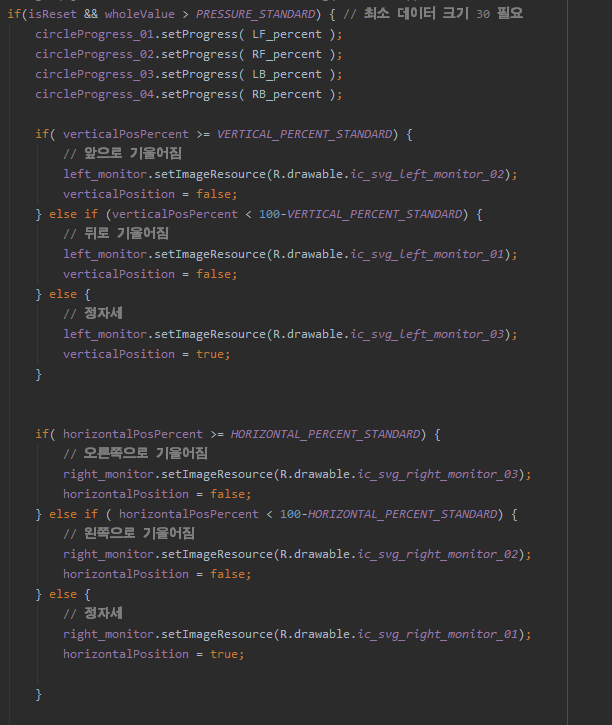 if(isReset && wholeValue > PRESSURE_STANDARD) { // 최소 데이터 크기 30 필요
circleProgress_01.setProgress( LF_percent );
circleProgress_02.setProgress( RF_percent );
circleProgress_03.setProgress( LB_percent );
circleProgress_04.setProgress( RB_percent );
if( verticalPosPercent >= VERTICAL_PERCENT_STANDARD) {
// 앞으로 기울어짐
left_monitor.setImageResource(R.drawable.ic_svg_left_monitor_02);
verticalPosition = false;
} else if (verticalPosPercent < 100-VERTICAL_PERCENT_STANDARD) {
// 뒤로 기울어짐
left_monitor.setImageResource(R.drawable.ic_svg_left_monitor_01);
verticalPosition = false;
} else {
// 정자세
left_monitor.setImageResource(R.drawable.ic_svg_left_monitor_03);
verticalPosition = true;
}
if( horizontalPosPercent >= HORIZONTAL_PERCENT_STANDARD) {
// 오른쪽으로 기울어짐
right_monitor.setImageResource(R.drawable.ic_svg_right_monitor_03);
horizontalPosition = false;
} else if ( horizontalPosPercent < 100-HORIZONTAL_PERCENT_STANDARD) {
// 왼쪽으로 기울어짐
right_monitor.setImageResource(R.drawable.ic_svg_right_monitor_02);
horizontalPosition = false;
} else {
// 정자세
right_monitor.setImageResource(R.drawable.ic_svg_right_monitor_01);
horizontalPosition = true;
}